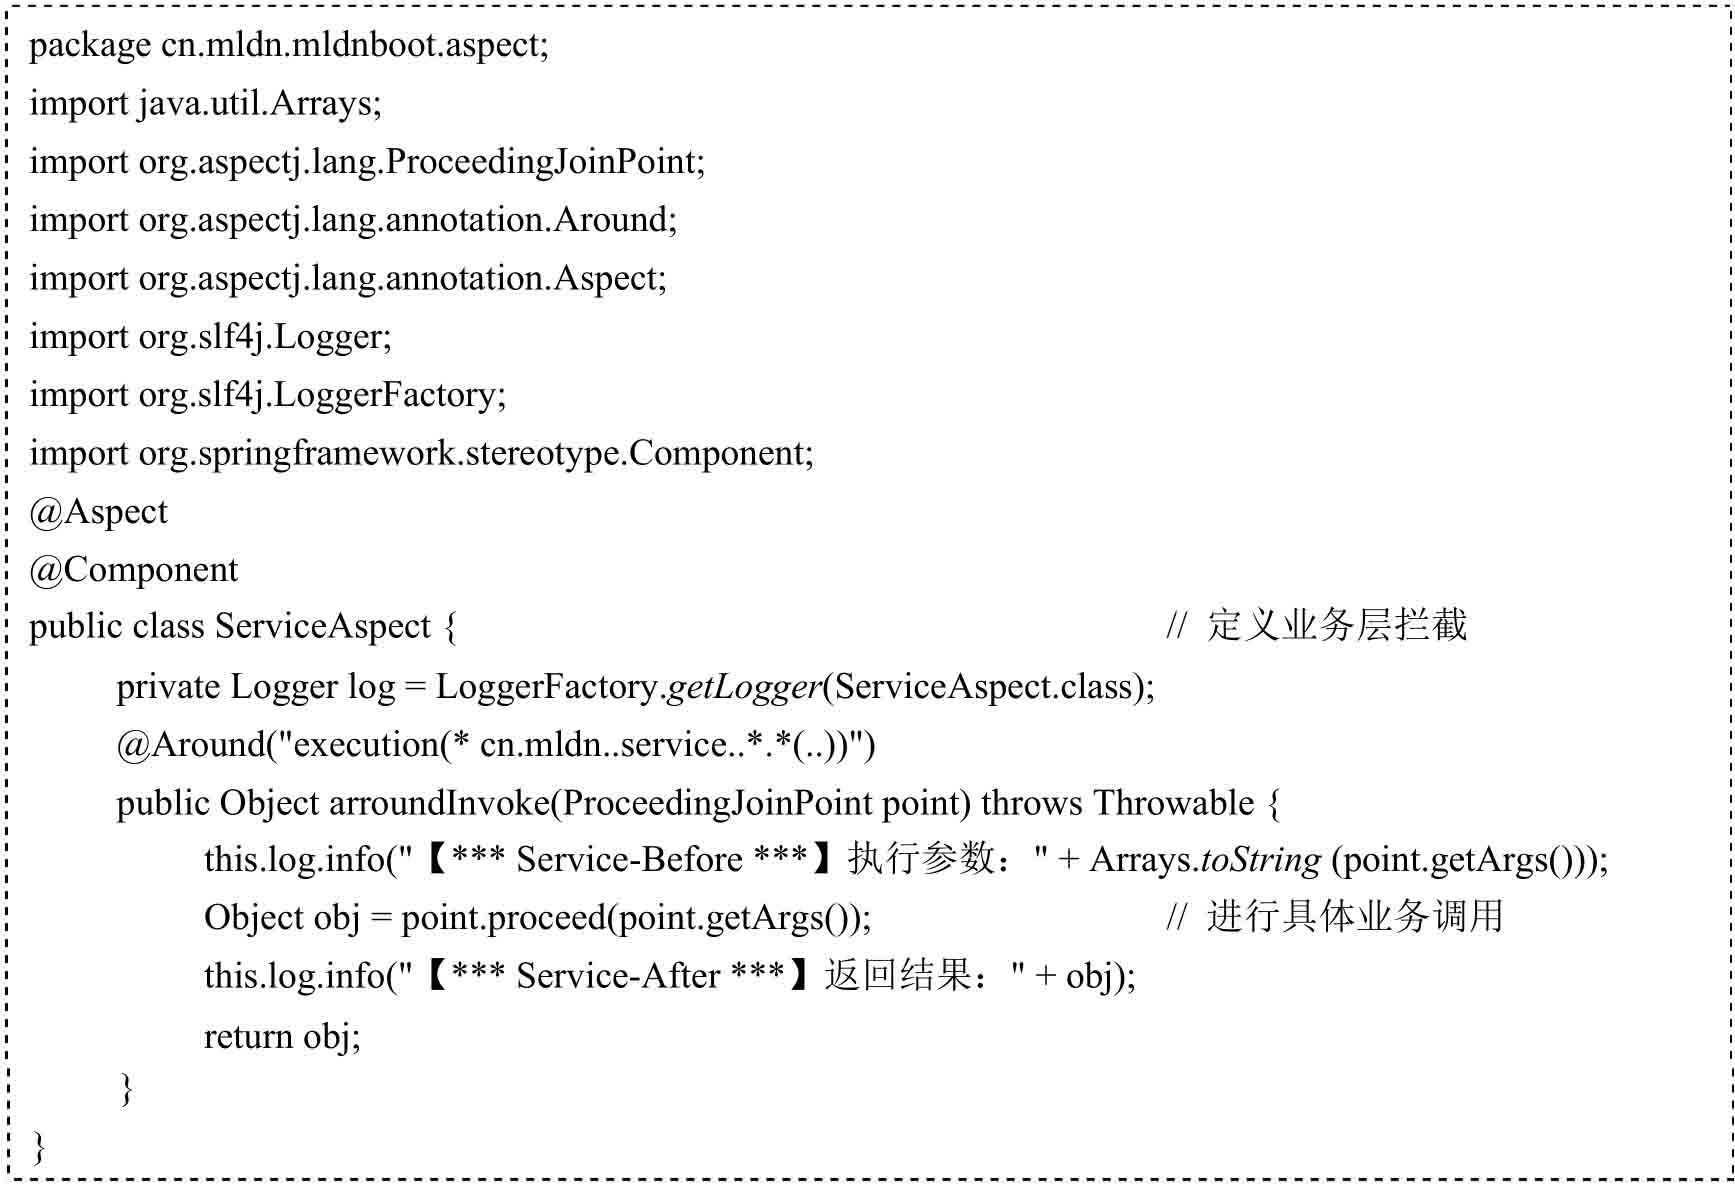 package cn.mldn.mldnboot.aspect;
import java.util.Arrays;
import org.aspectj.lang.ProceedingJoinPoint;
import org.aspectj.lang.annotation.Around;
import org.aspectj.lang.annotation.Aspect;
import org.slf4j.Logger;
import org.slf4j.LoggerFactory;
import org.springframework.stereotype.Component;
@Aspect
@Component
public class ServiceAspect { // 定义业务层拦截
private Logger log = LoggerFactory.getLogger(ServiceAspect.class);
@Around("execution(* cn.mldn..service..*.*(..))")
public Object arroundInvoke(ProceedingJoinPoint point) throws Throwable {
this.log.info("【*** Service-Before ***】执行参数：" + Arrays.toString (point.getArgs()));
Object obj = point.proceed(point.getArgs()); // 进行具体业务调用
this.log.info("【*** Service-After ***】返回结果：" + obj);
return obj;
}
}